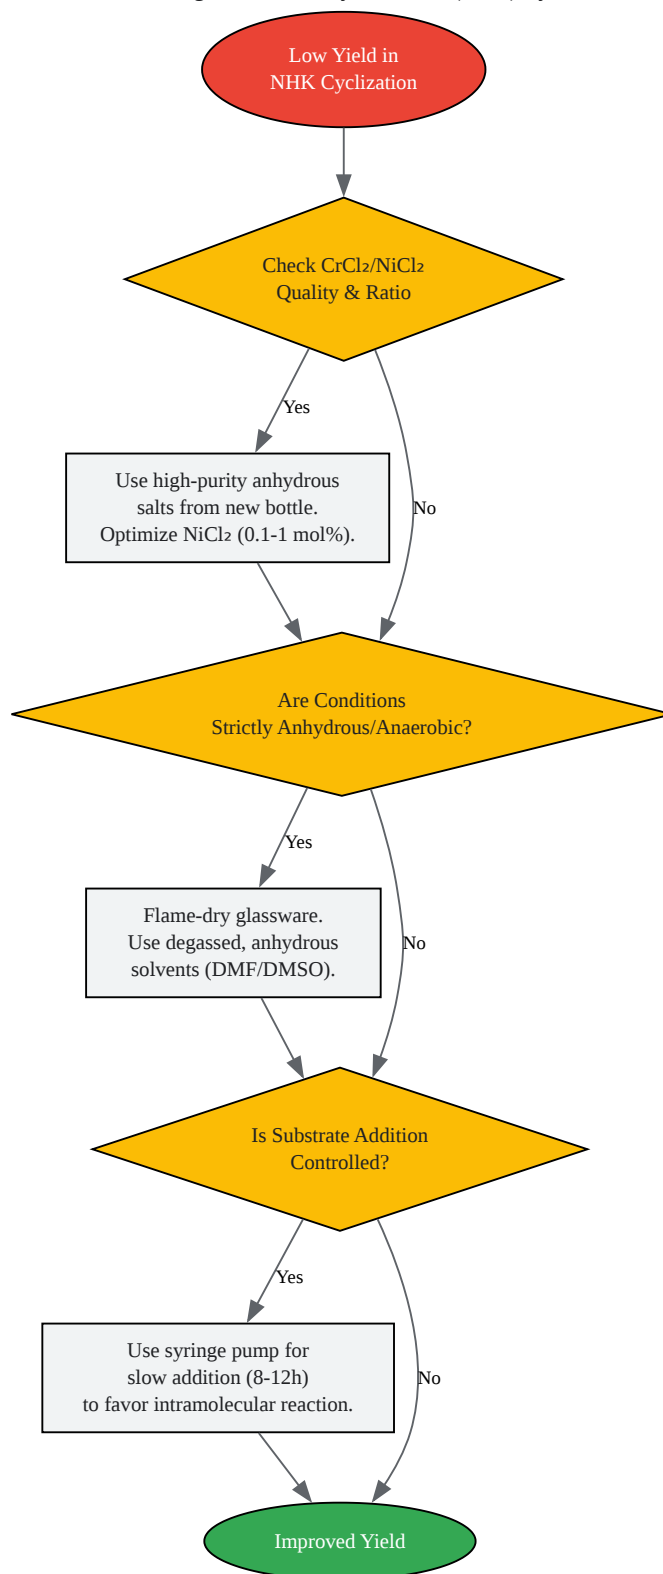 Low Yield in
NHK Cyclization
Check CrCl₂/NiCl₂
Quality & Ratio
Yes
Use high-purity anhydrous
salts from new bottle.
Optimize NiCl₂ (0.1-1 mol%).
No
Are Conditions
Strictly Anhydrous/Anaerobic?
Yes
Flame-dry glassware.
Use degassed, anhydrous
solvents (DMF/DMSO).
No
Is Substrate Addition
Controlled?
Yes
Use syringe pump for
slow addition (8-12h)
to favor intramolecular reaction.
No
Improved Yield